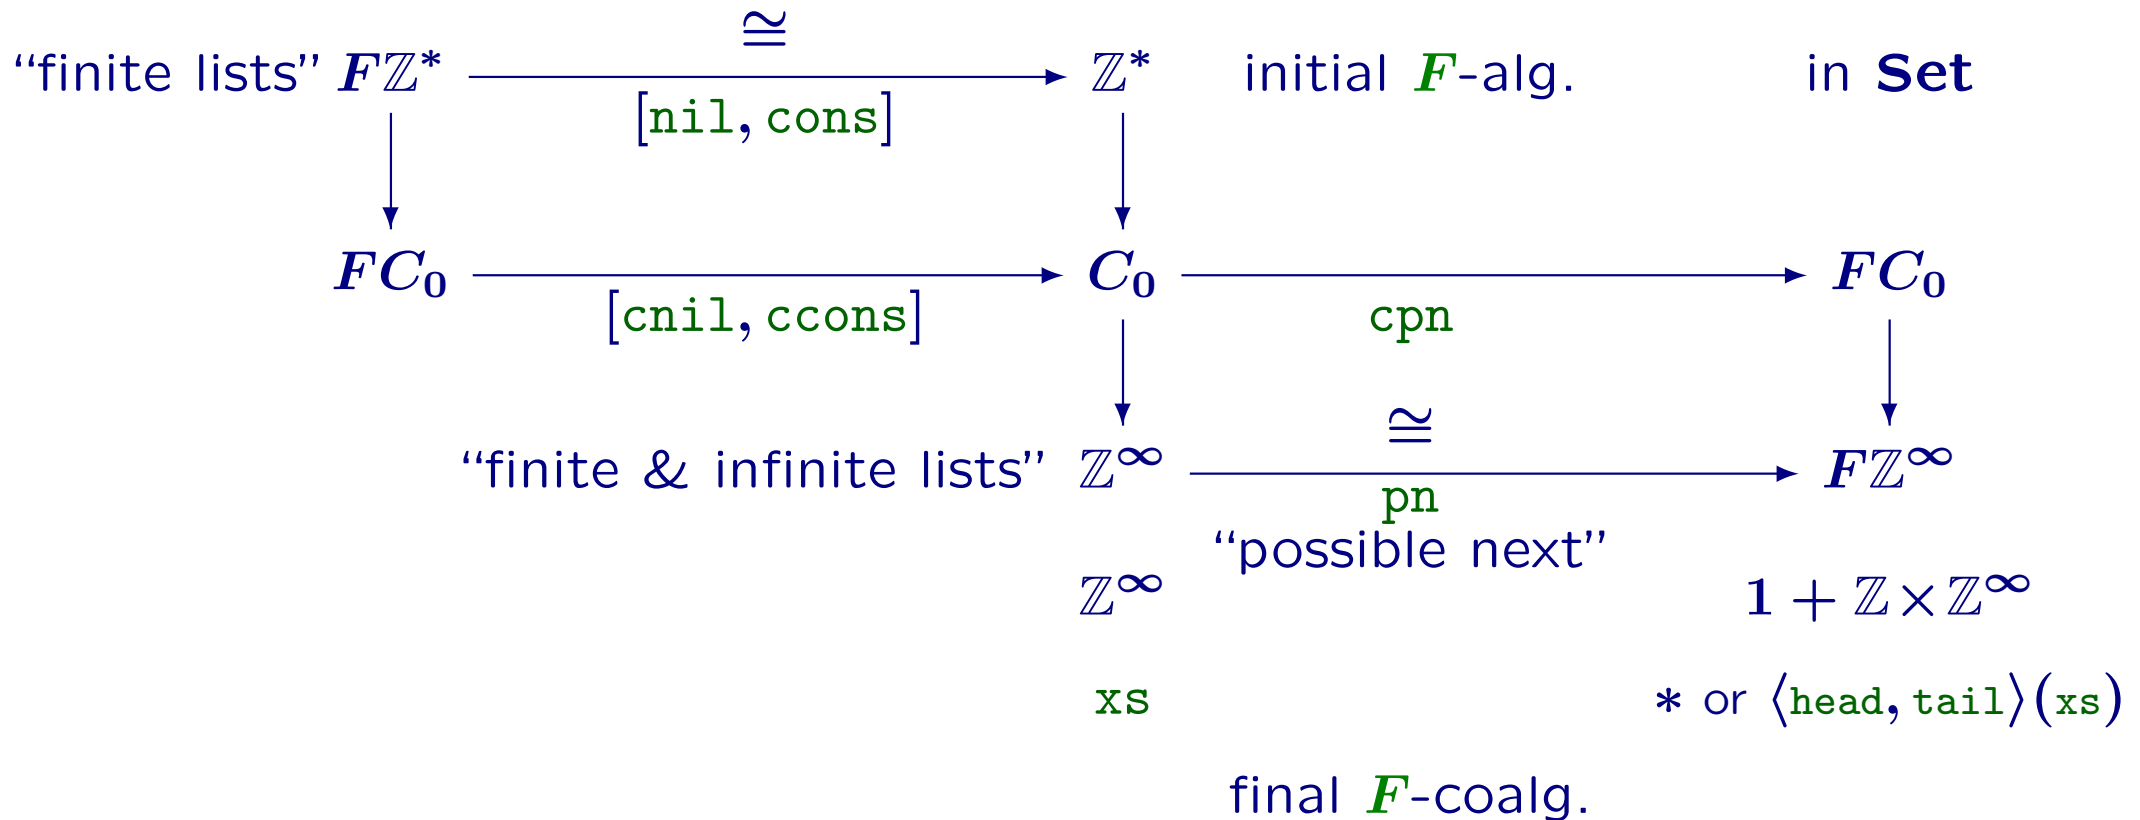 ≅
“finite lists” Fℤ* ℤ* initial F-alg. in Set
[nil, cons]
FC₀ C₀ FC₀
[ccnil, ccons] cpn
≅
“finite & infinite lists” ℤ^∞ Fℤ^∞
pn
“possible next”
ℤ^∞ 1 + ℤ×ℤ^∞
xs * or ⟨head, tail⟩(xs)
final F-coalg.